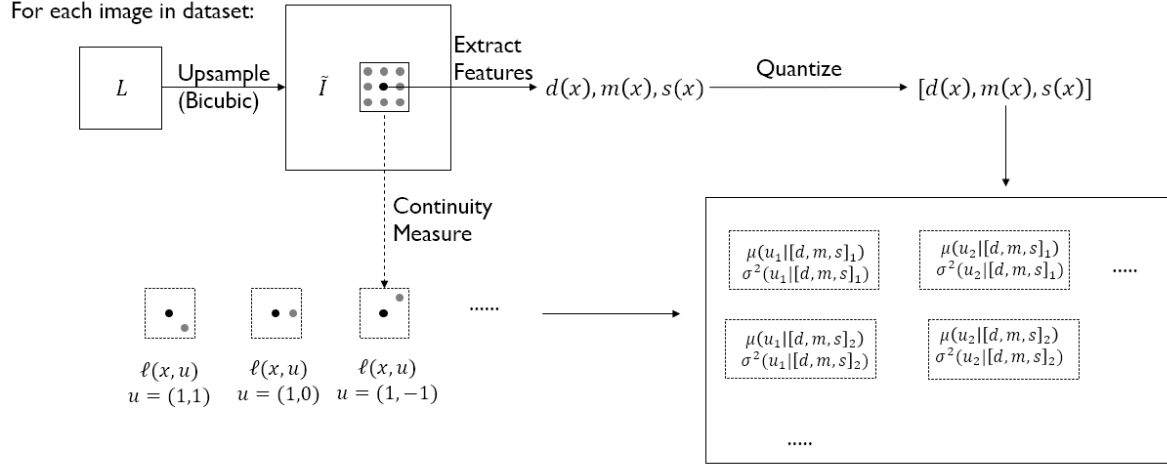 For each image in dataset:
L
Upsample
(Bicubic)
Ĩ
Extract
Features
d(x), m(x), s(x)
Quantize
[d(x), m(x), s(x)]
Continuity
Measure
μ(u₁|[d, m, s]₁)
σ²(u₁|[d, m, s]₁)
μ(u₂|[d, m, s]₁)
σ²(u₂|[d, m, s]₁)
.....
μ(u₁|[d, m, s]₂)
σ²(u₁|[d, m, s]₂)
μ(u₂|[d, m, s]₂)
σ²(u₂|[d, m, s]₂)
.....
......
ℓ(x, u)
u = (1,1)
ℓ(x, u)
u = (1,0)
ℓ(x, u)
u = (1, −1)